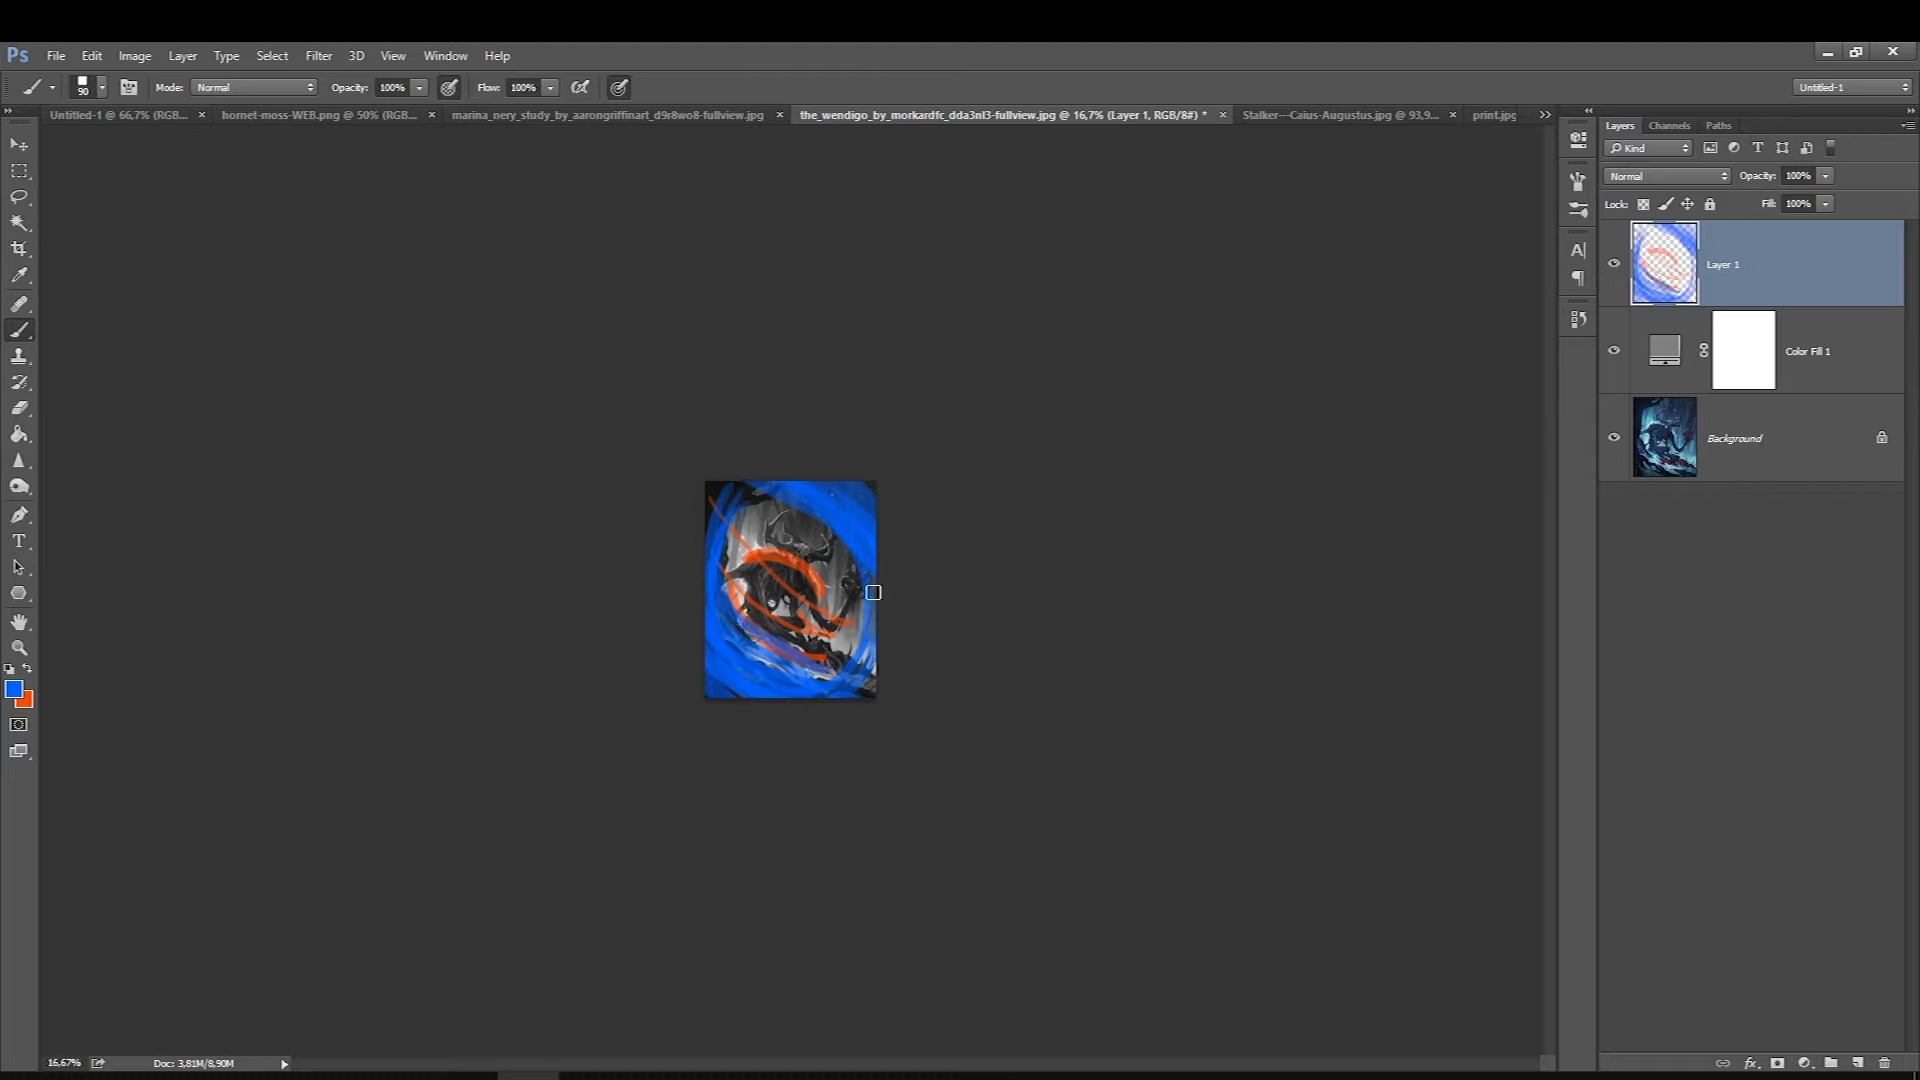 Ps File Edit Image Layer Type Select Filter 3D View Window Help
90 Mode: Normal Opacity: 100% Flow: 100% Untitled-1
Untitled-1 @ 66,7% (RGB... hornet-moss-WEB.png @ 50% (RGB... marina_nery_study_by_aarongriffinart_d9r8wo8-fullview.jpg the_wendigo_by_morkardfc_dda3nl3-fullview.jpg @ 16,7% (Layer 1, RGB/8#) * Stalker---Caius-Augustus.jpg @ 93,9... print.jpg
Layers Channels Paths
Kind
Normal Opacity: 100%
Lock: Fill: 100%
Layer 1
Color Fill 1
Background
16,67% Doc: 3,81M/8,90M